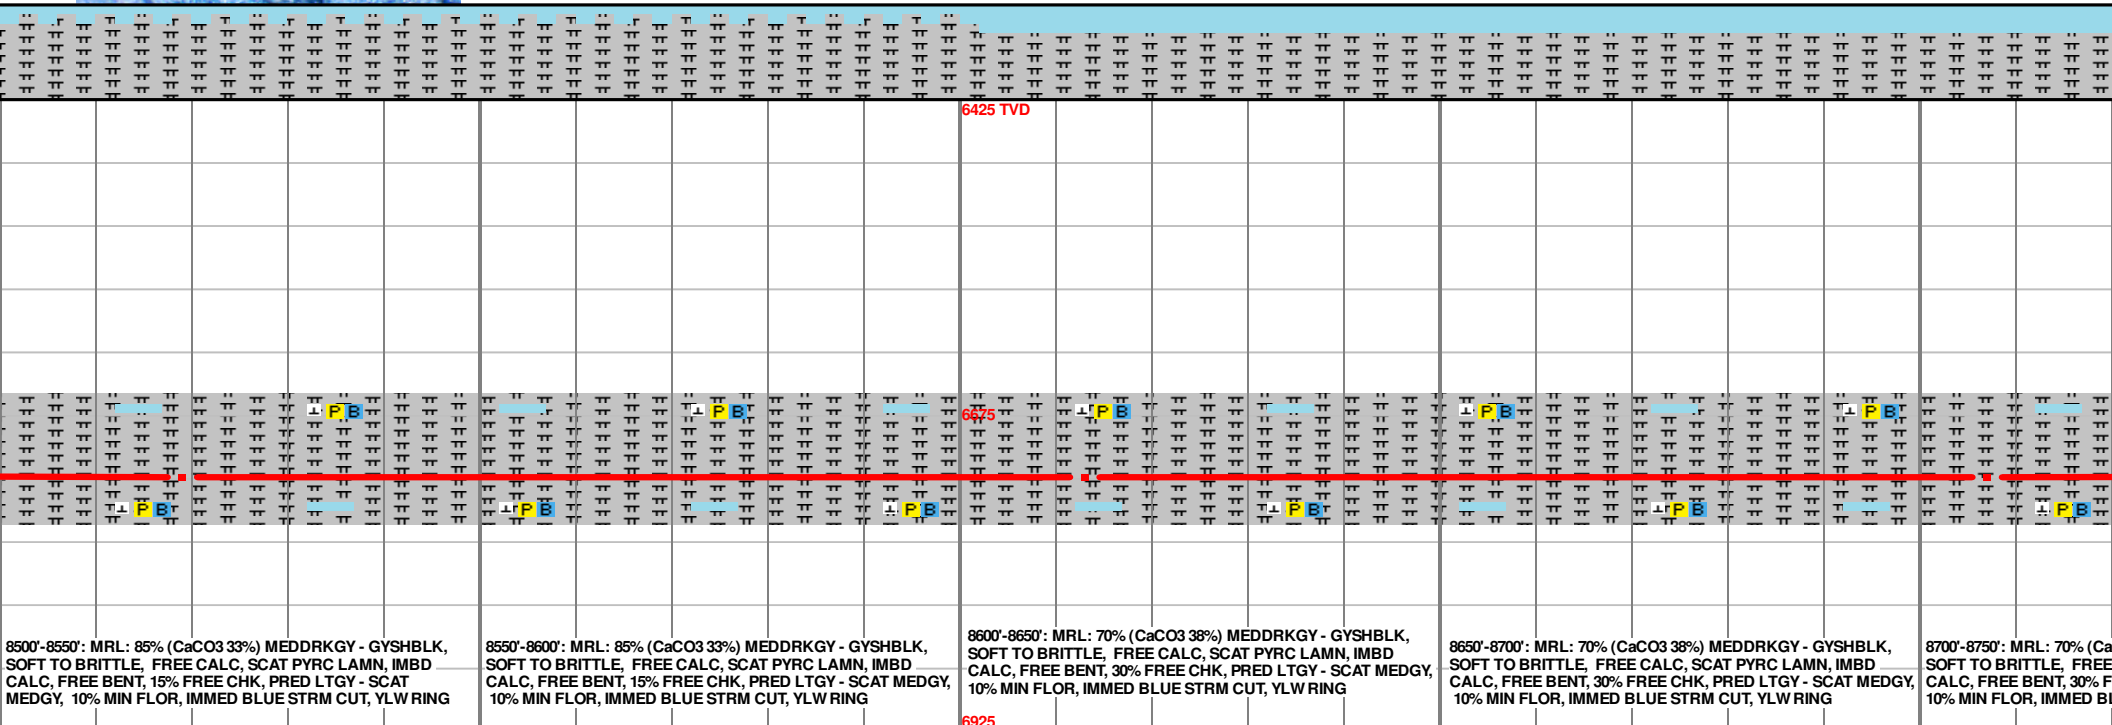 6425 TVD
P B
P B
P B
P B
P B
6675
P B
P B
P B
P B
P B
P B
8500'-8550': MRL: 85% (CaCO3 33%) MEDDRKGY - GYSHBLK,
SOFT TO BRITTLE, FREE CALC, SCAT PYRC LAMN, IMBD
CALC, FREE BENT, 15% FREE CHK, PRED LTGY - SCAT
MEDGY, 10% MIN FLOR, IMMED BLUE STRM CUT, YLW RING
8550'-8600': MRL: 85% (CaCO3 33%) MEDDRKGY - GYSHBLK,
SOFT TO BRITTLE, FREE CALC, SCAT PYRC LAMN, IMBD
CALC, FREE BENT, 15% FREE CHK, PRED LTGY - SCAT MEDGY,
10% MIN FLOR, IMMED BLUE STRM CUT, YLW RING
8600'-8650': MRL: 70% (CaCO3 38%) MEDDRKGY - GYSHBLK,
SOFT TO BRITTLE, FREE CALC, SCAT PYRC LAMN, IMBD
CALC, FREE BENT, 30% FREE CHK, PRED LTGY - SCAT MEDGY,
10% MIN FLOR, IMMED BLUE STRM CUT, YLW RING
8650'-8700': MRL: 70% (CaCO3 38%) MEDDRKGY - GYSHBLK,
SOFT TO BRITTLE, FREE CALC, SCAT PYRC LAMN, IMBD
CALC, FREE BENT, 30% FREE CHK, PRED LTGY - SCAT MEDGY,
10% MIN FLOR, IMMED BLUE STRM CUT, YLW RING
8700'-8750': MRL: 70% (Ca
SOFT TO BRITTLE, FREE
CALC, FREE BENT, 30% F
10% MIN FLOR, IMMED BL
6925